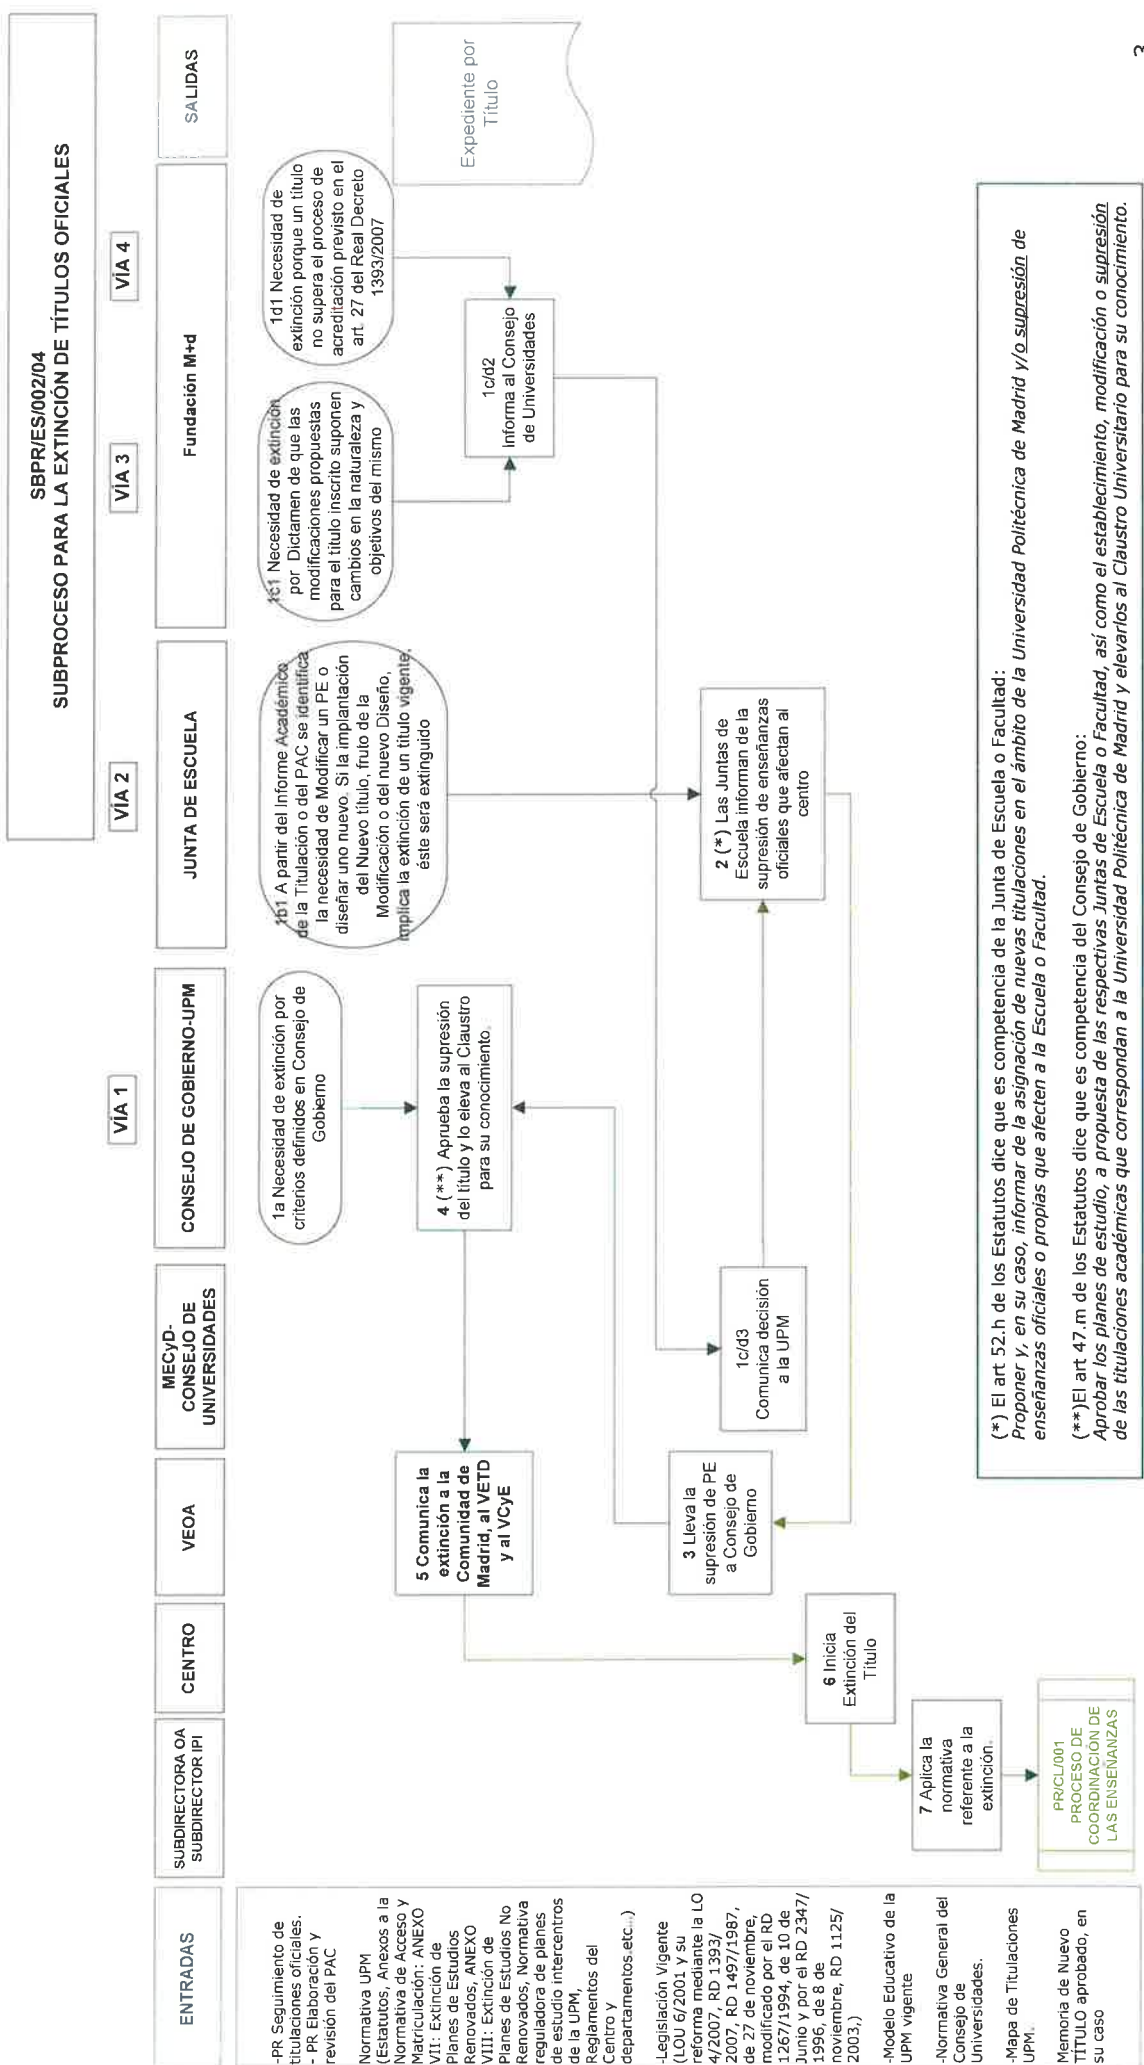 SBPR/ES/002/04
SUBPROCESO PARA LA EXTINCIÓN DE TÍTULOS OFICIALES
VÍA 1
VÍA 2
VÍA 3
VÍA 4
ENTRADAS
SUBDIRECTORA OA
SUBDIRECTOR IPI
CENTRO
VEOA
MECyD-
CONSEJO DE
UNIVERSIDADES
CONSEJO DE GOBIERNO-UPM
JUNTA DE ESCUELA
Fundación M+d
SALIDAS
-PR Seguimiento de
titulaciones oficiales.
- PR Elaboración y
revisión del PAC
Normativa UPM
(Estatutos, Anexos a la
Normativa de Acceso y
Matriculación: ANEXO
VII: Extinción de
Planes de Estudios
Renovados, ANEXO
VIII: Extinción de
Planes de Estudios No
Renovados, Normativa
reguladora de planes
de estudio intercentros
de la UPM,
Reglamentos del
Centro y
departamentos.etc...)
-Legislación Vigente
(LOU 6/2001 y su
reforma mediante la LO
4/2007, RD 1393/
2007, RD 1497/1987,
de 27 de noviembre,
modificado por el RD
1267/1994, de 10 de
Junio y por el RD 2347/
1996, de 8 de
noviembre, RD 1125/
2003,)
-Modelo Educativo de la
UPM vigente
-Normativa General del
Consejo de
Universidades.
-Mapa de Titulaciones
UPM.
-Memoria de Nuevo
TÍTULO aprobado, en
su caso
1a Necesidad de extinción por
criterios definidos en Consejo de
Gobierno
1b1 A partir del Informe Académico
de la Titulación o del PAC se identifica
la necesidad de Modificar un PE o
diseñar uno nuevo. Si la implantación
del Nuevo título, fruto de la
Modificación o del nuevo Diseño,
implica la extinción de un título vigente,
éste será extinguido
1c1 Necesidad de extinción
por Dictamen de que las
modificaciones propuestas
para el título inscrito suponen
cambios en la naturaleza y
objetivos del mismo
1d1 Necesidad de
extinción porque un título
no supera el proceso de
acreditación previsto en el
art. 27 del Real Decreto
1393/2007
Expediente por
Título
5 Comunica la
extinción a la
Comunidad de
Madrid, al VETD
y al VCyE
4 (**) Aprueba la supresión
del título y lo eleva al Claustro
para su conocimiento.
1c/d2
Informa al Consejo
de Universidades
3 Lleva la
supresión de PE
a Consejo de
Gobierno
1c/d3
Comunica decisión
a la UPM
2 (*) Las Juntas de
Escuela informan de la
supresión de enseñanzas
oficiales que afectan al
centro
6 Inicia
Extinción del
Título
7 Aplica la
normativa
referente a la
extinción.
PR/CL/001
PROCESO DE
COORDINACIÓN DE
LAS ENSEÑANZAS
(*) El art 52.h de los Estatutos dice que es competencia de la Junta de Escuela o Facultad:
Proponer y, en su caso, informar de la asignación de nuevas titulaciones en el ámbito de la Universidad Politécnica de Madrid y/o supresión de
enseñanzas oficiales o propias que afecten a la Escuela o Facultad.
(**)El art 47.m de los Estatutos dice que es competencia del Consejo de Gobierno:
Aprobar los planes de estudio, a propuesta de las respectivas Juntas de Escuela o Facultad, así como el establecimiento, modificación o supresión
de las titulaciones académicas que correspondan a la Universidad Politécnica de Madrid y elevarlos al Claustro Universitario para su conocimiento.